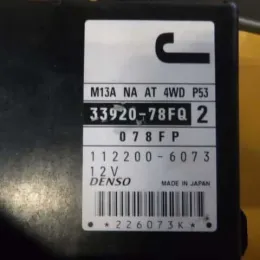 M13A NA AT 4WD P53
33920-78FQ 2
078FP
112200-6073
12V
DENSO MADE IN JAPAN
*226073K*